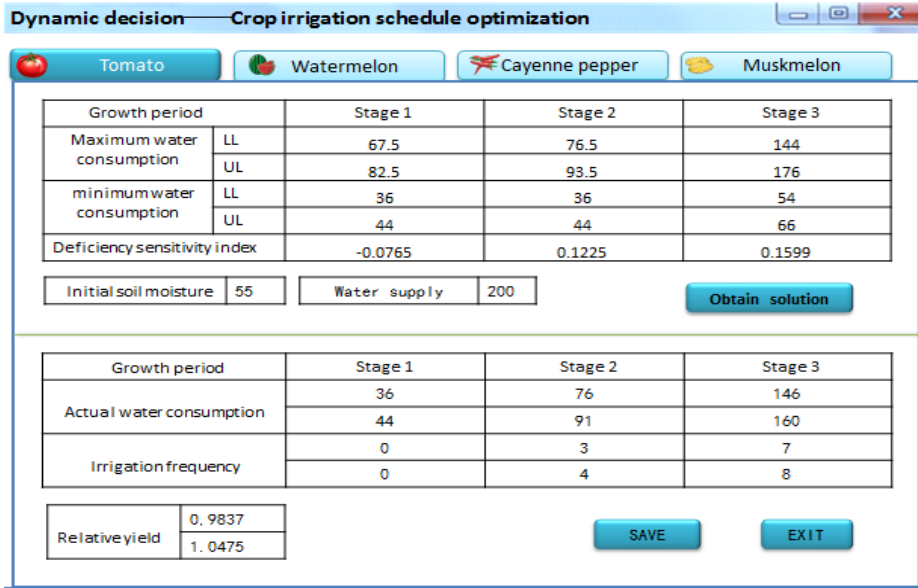 Dynamic decision——Crop irrigation schedule optimization
Tomato Watermelon Cayenne pepper Muskmelon
Growth period Stage 1 Stage 2 Stage 3
Maximum water consumption LL 67.5 76.5 144
UL 82.5 93.5 176
minimum water consumption LL 36 36 54
UL 44 44 66
Deficiency sensitivity index -0.0765 0.1225 0.1599
Initial soil moisture 55 Water supply 200
Obtain solution
Growth period Stage 1 Stage 2 Stage 3
Actual water consumption 36 76 146
44 91 160
Irrigation frequency 0 3 7
0 4 8
Relative yield 0.9837
1.0475
SAVE EXIT